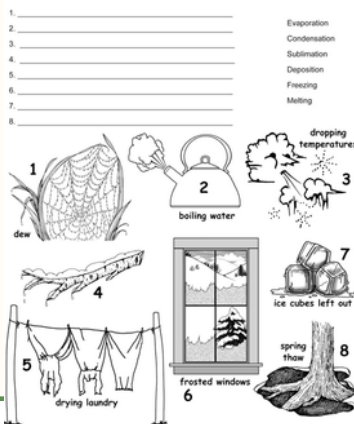 1.
2.
3.
4.
5.
6.
7.
8.
Evaporation
Condensation
Sublimation
Deposition
Freezing
Melting
1
dew
2
boiling water
dropping
temperatures
3
4
5
drying laundry
frosted windows
6
7
ice cubes left out
spring
thaw
8